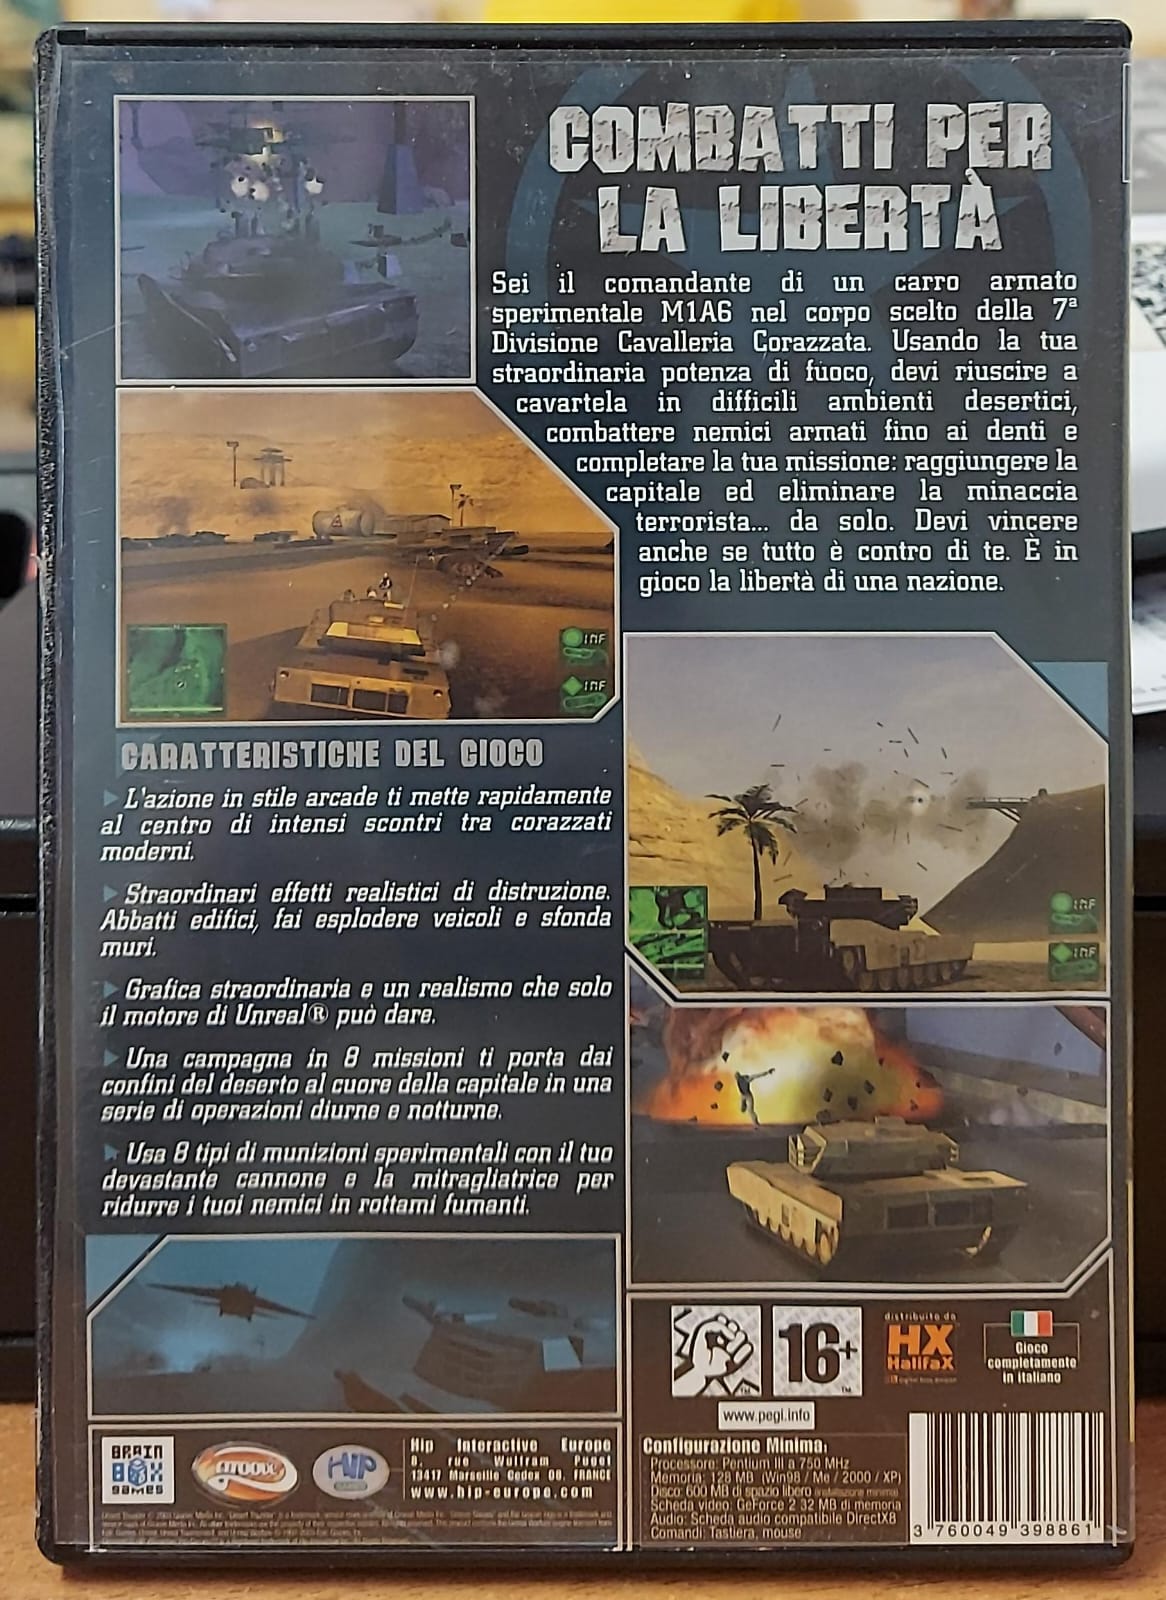 COMBATTI PER
LA LIBERTÀ
Sei il comandante di un carro armato
sperimentale M1A6 nel corpo scelto della 7ª
Divisione Cavalleria Corazzata. Usando la tua
straordinaria potenza di fuoco, devi riuscire a
cavartela in difficili ambienti desertici,
combattere nemici armati fino ai denti e
completare la tua missione: raggiungere la
capitale ed eliminare la minaccia
terrorista... da solo. Devi vincere
anche se tutto è contro di te. È in
gioco la libertà di una nazione.
INF
INF
CARATTERISTICHE DEL GIOCO
L'azione in stile arcade ti mette rapidamente
al centro di intensi scontri tra corazzati
moderni.
Straordinari effetti realistici di distruzione.
Abbatti edifici, fai esplodere veicoli e sfonda
muri.
Grafica straordinaria e un realismo che solo
il motore di Unreal® può dare.
Una campagna in 8 missioni ti porta dai
confini del deserto al cuore della capitale in una
serie di operazioni diurne e notturne.
Usa 8 tipi di munizioni sperimentali con il tuo
devastante cannone e la mitragliatrice per
ridurre i tuoi nemici in rottami fumanti.
INF
INF
16+
www.pegi.info
distribuito da
HX
HalifaX
Gioco
completamente
in italiano
BRAIN
BOX
GAMES
GROOVE
HIP
GAMES
Hip Interactive Europe
8, rue Wulfram Puget
13417 Marseille Cedex 08. FRANCE
www.hip-europe.com
Configurazione Minima:
Processore: Pentium III a 750 MHz
Memoria: 128 MB (Win98 / Me / 2000 / XP)
Disco: 600 MB di spazio libero (installazione minima)
Scheda video: GeForce 2 32 MB di memoria
Audio: Scheda audio compatibile DirectX8
Comandi: Tastiera, mouse
3 760049 398861